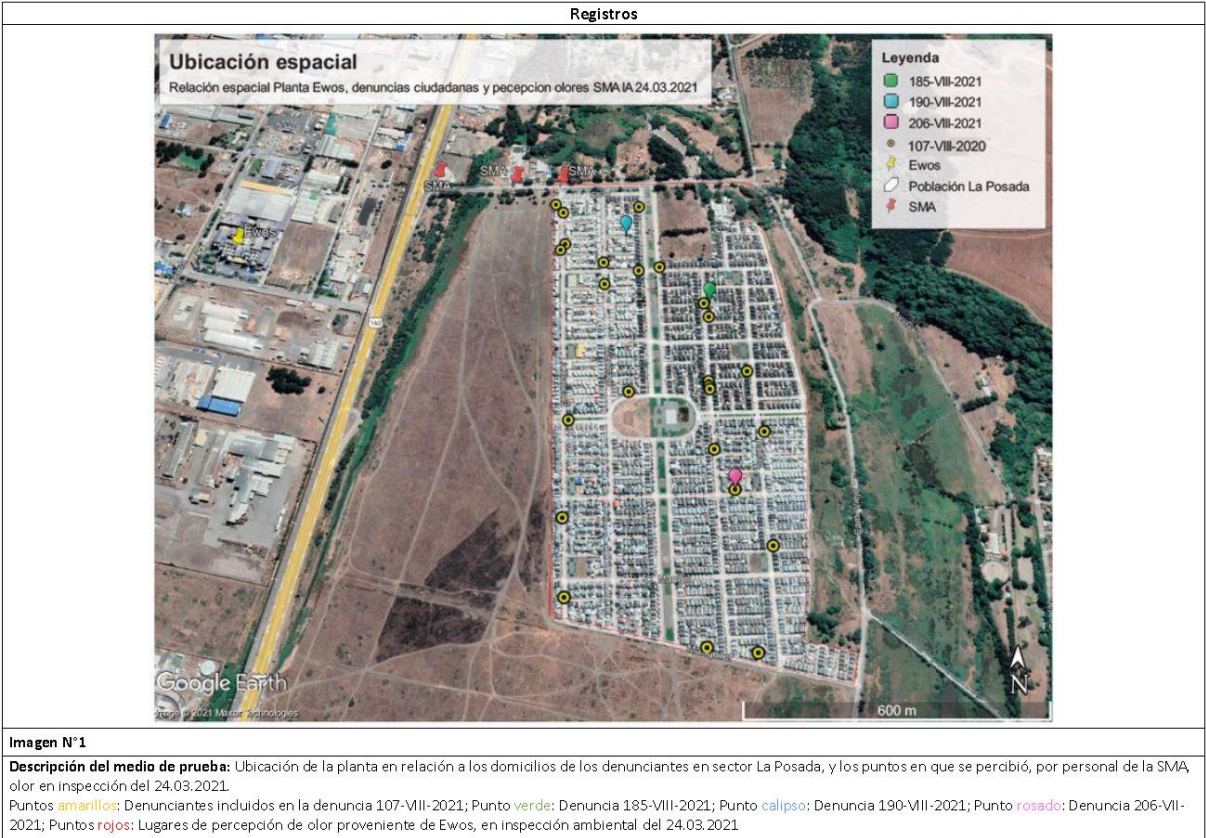 Registros
Ubicación espacial
Relación espacial Planta Ewos, denuncias ciudadanas y pecepcion olores SMA IA 24.03.2021
Leyenda
185-VIII-2021
190-VIII-2021
206-VIII-2021
107-VIII-2020
Ewos
Población La Posada
SMA
SMA
SMA
SMA
Ewos
160
Google Earth
Image © 2021 Maxar Technologies
600 m
N
Imagen N°1
Descripción del medio de prueba: Ubicación de la planta en relación a los domicilios de los denunciantes en sector La Posada, y los puntos en que se percibió, por personal de la SMA,
olor en inspección del 24.03.2021.
Puntos amarillos: Denunciantes incluidos en la denuncia 107-VIII-2021; Punto verde: Denuncia 185-VIII-2021; Punto calipso: Denuncia 190-VIII-2021; Punto rosado: Denuncia 206-VII-
2021; Puntos rojos: Lugares de percepción de olor proveniente de Ewos, en inspección ambiental del 24.03.2021